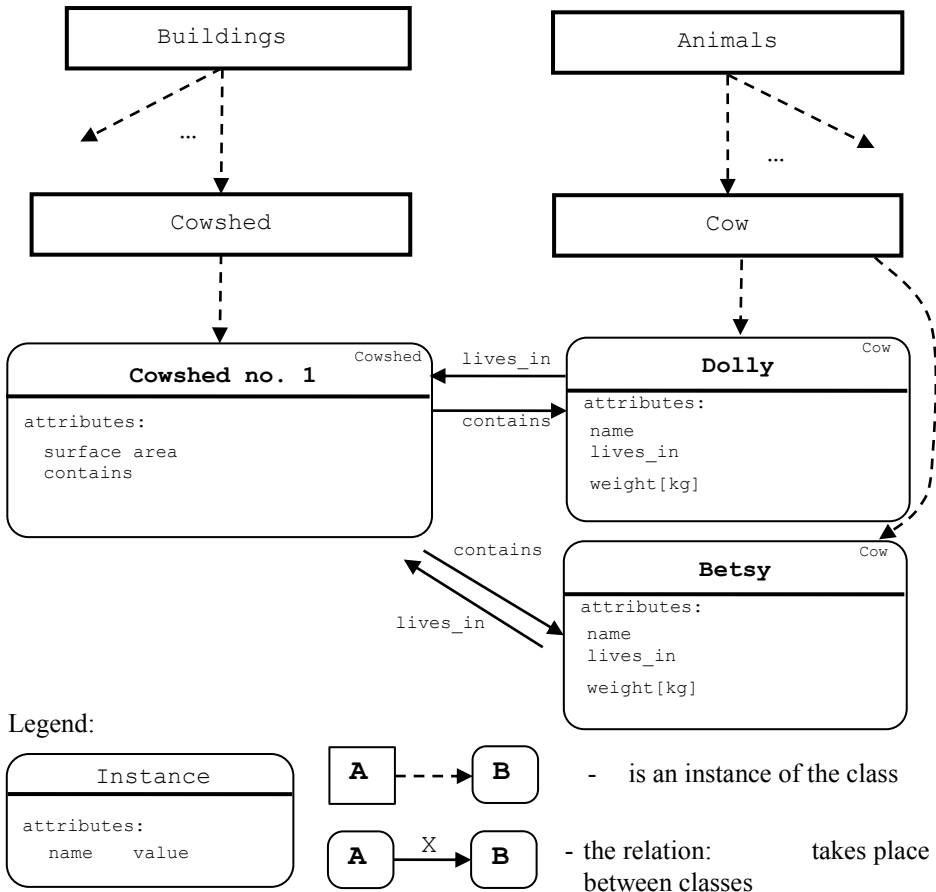 Buildings
Animals
...
...
Cowshed
Cow
Cowshed
Cowshed no. 1
attributes:
surface area
contains
lives_in
contains
Cow
Dolly
attributes:
name
lives_in
weight[kg]
contains
lives_in
Cow
Betsy
attributes:
name
lives_in
weight[kg]
Legend:
Instance
attributes:
name value
A B - is an instance of the class
X
A B - the relation: takes place
between classes